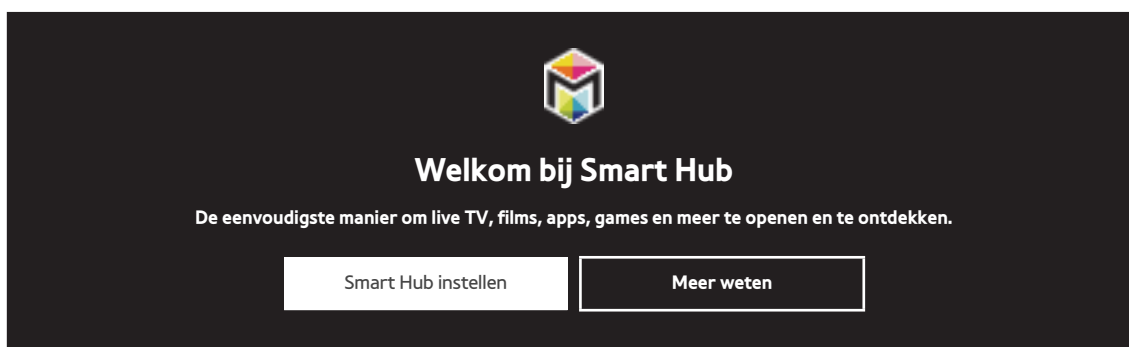 Welkom bij Smart Hub
De eenvoudigste manier om live TV, films, apps, games en meer te openen en te ontdekken.
Smart Hub instellen
Meer weten